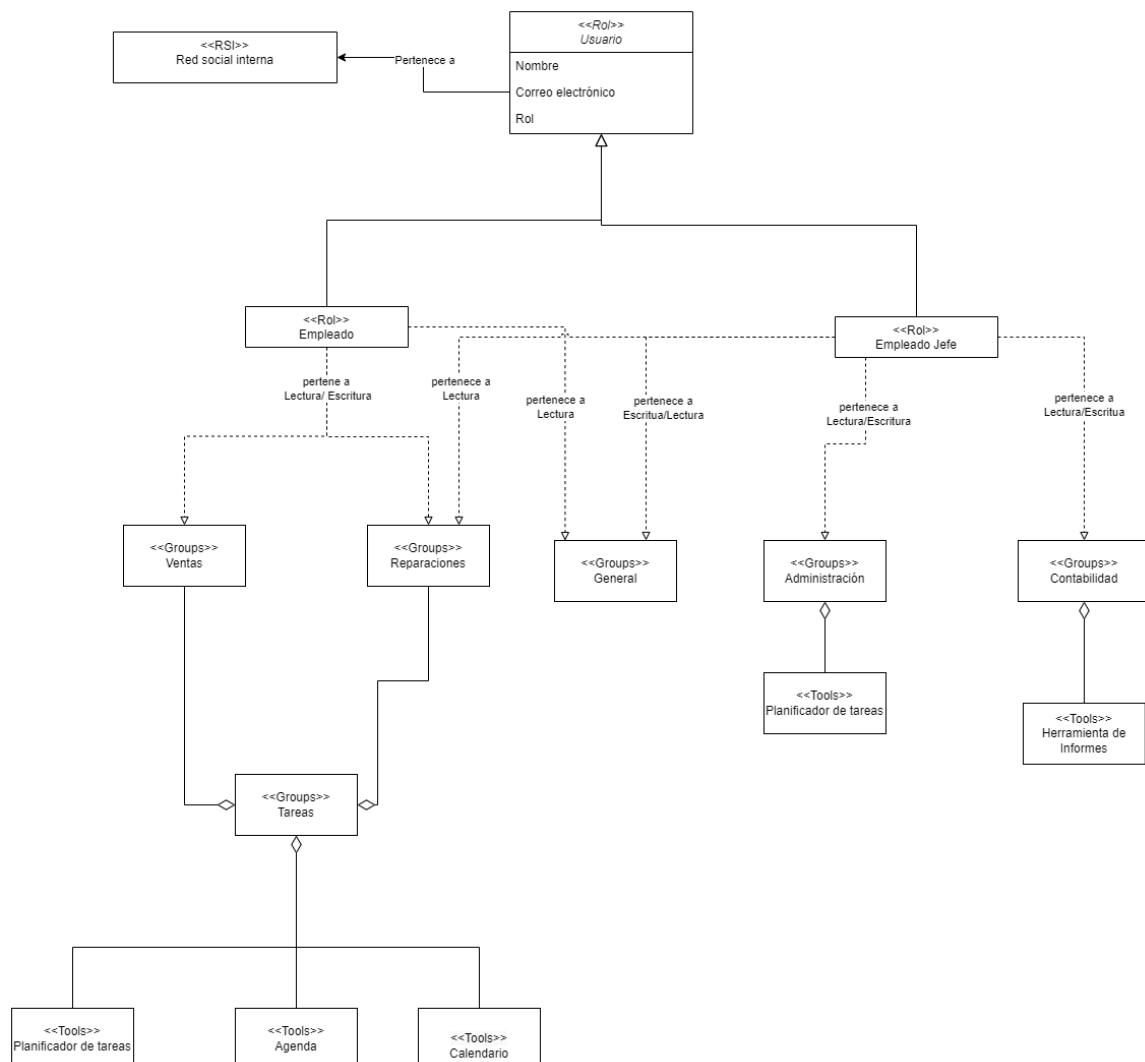 <<Rol>>
Usuario
<<RSI>>
Red social interna
Pertenece a
Nombre
Correo electrónico
Rol
<<Rol>>
Empleado
<<Rol>>
Empleado Jefe
pertene a
Lectura/ Escritura
pertenece a
Lectura
pertenece a
Lectura
pertenece a
Escritua/Lectura
pertenece a
Lectura/Escritura
pertenece a
Lectura/Escritua
<<Groups>>
Ventas
<<Groups>>
Reparaciones
<<Groups>>
General
<<Groups>>
Administración
<<Groups>>
Contabilidad
<<Tools>>
Planificador de tareas
<<Tools>>
Herramienta de
Informes
<<Groups>>
Tareas
<<Tools>>
Planificador de tareas
<<Tools>>
Agenda
<<Tools>>
Calendario